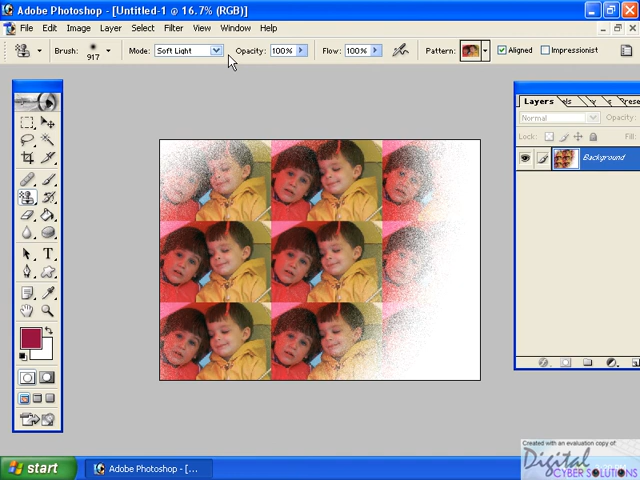 Adobe Photoshop - [Untitled-1 @ 16.7% (RGB)]
File Edit Image Layer Select Filter View Window Help
Brush: 917 Mode: Soft Light Opacity: 100% Flow: 100% Pattern: Aligned Impressionist
Layers
Normal Opacity:
Lock: Fill:
Background
T
start Adobe Photoshop - [...
Created with an evaluation copy of:
Digital
CYBER SOLUTIONS